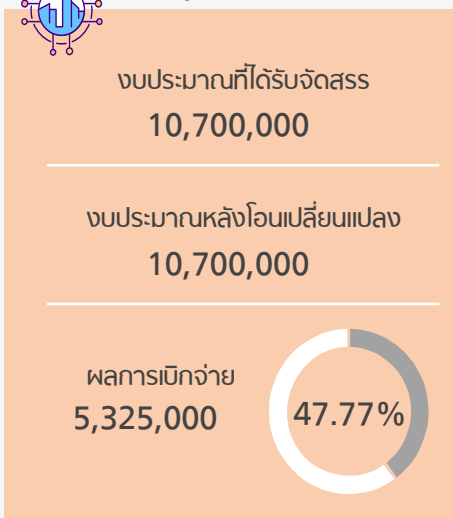 งบประมาณที่ได้รับจัดสรร
10,700,000
งบประมาณหลังโอนเปลี่ยนแปลง
10,700,000
ผลการเบิกจ่าย
5,325,000
47.77%